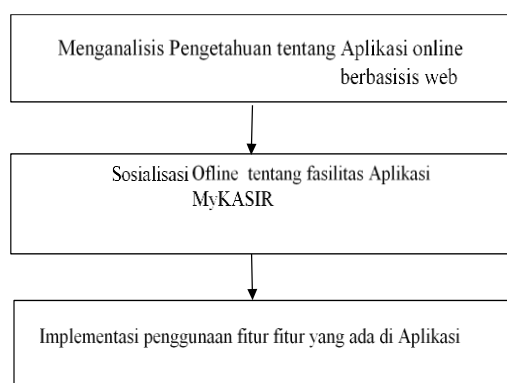 Menganalisis Pengetahuan tentang Aplikasi online
berbasisis web
Sosialisasi Ofline tentang fasilitas Aplikasi
MyKASIR
Implementasi penggunaan fitur fitur yang ada di Aplikasi